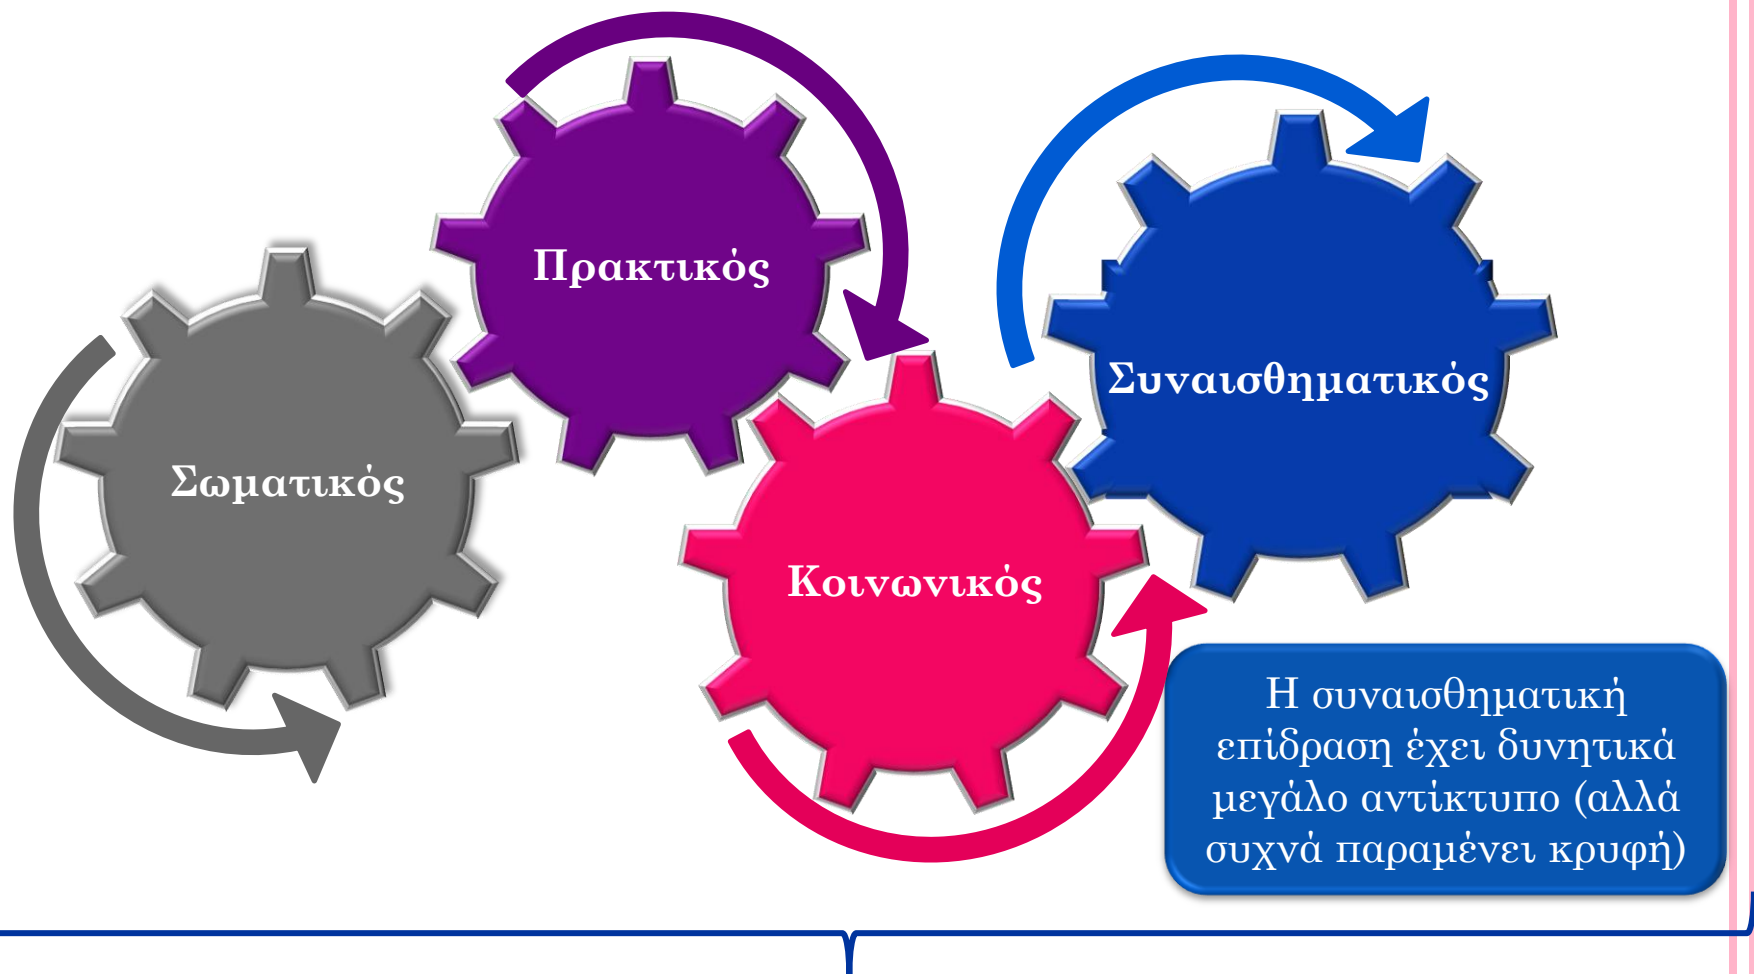 Πρακτικός
Συναισθηματικός
Σωματικός
Κοινωνικός
Η συναισθηματική
επίδραση έχει δυνητικά
μεγάλο αντίκτυπο (αλλά
συχνά παραμένει κρυφή)